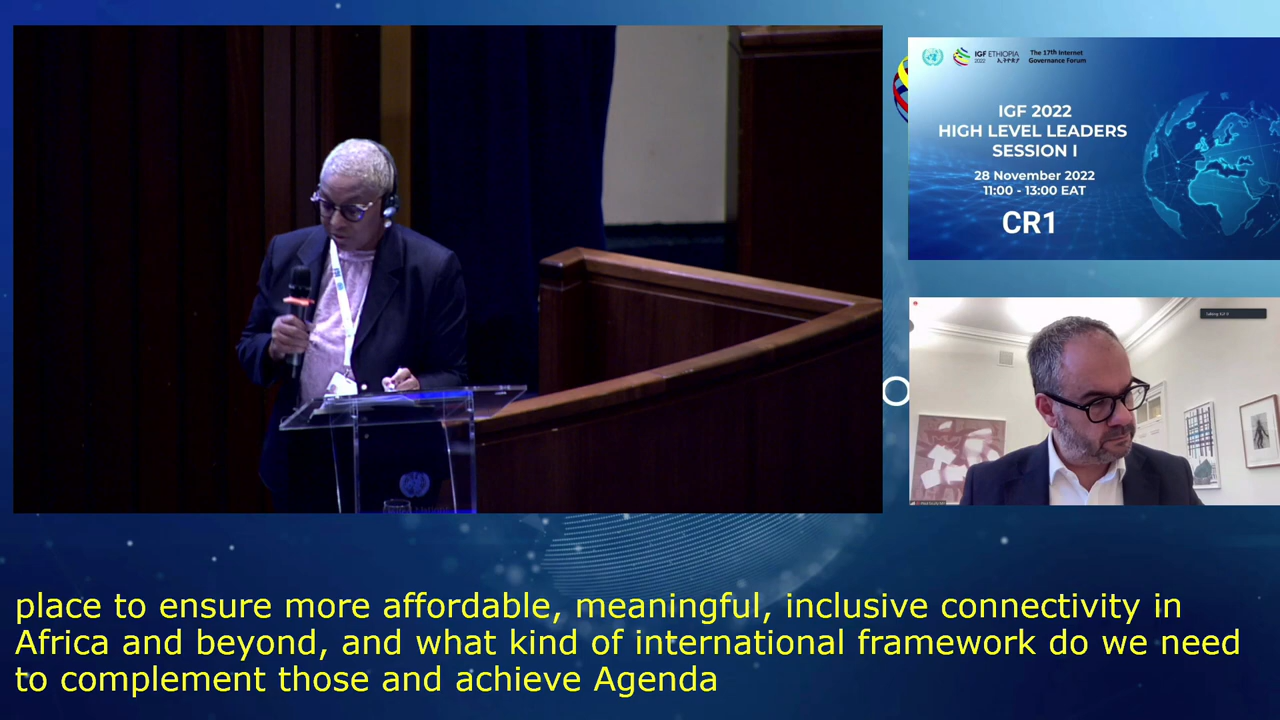 IGF ETHIOPIA
2022 ኢትዮጵያ
The 17th Internet
Governance Forum
IGF 2022
HIGH LEVEL LEADERS
SESSION I
28 November 2022
11:00 - 13:00 EAT
CR1
place to ensure more affordable, meaningful, inclusive connectivity in
Africa and beyond, and what kind of international framework do we need
to complement those and achieve Agenda